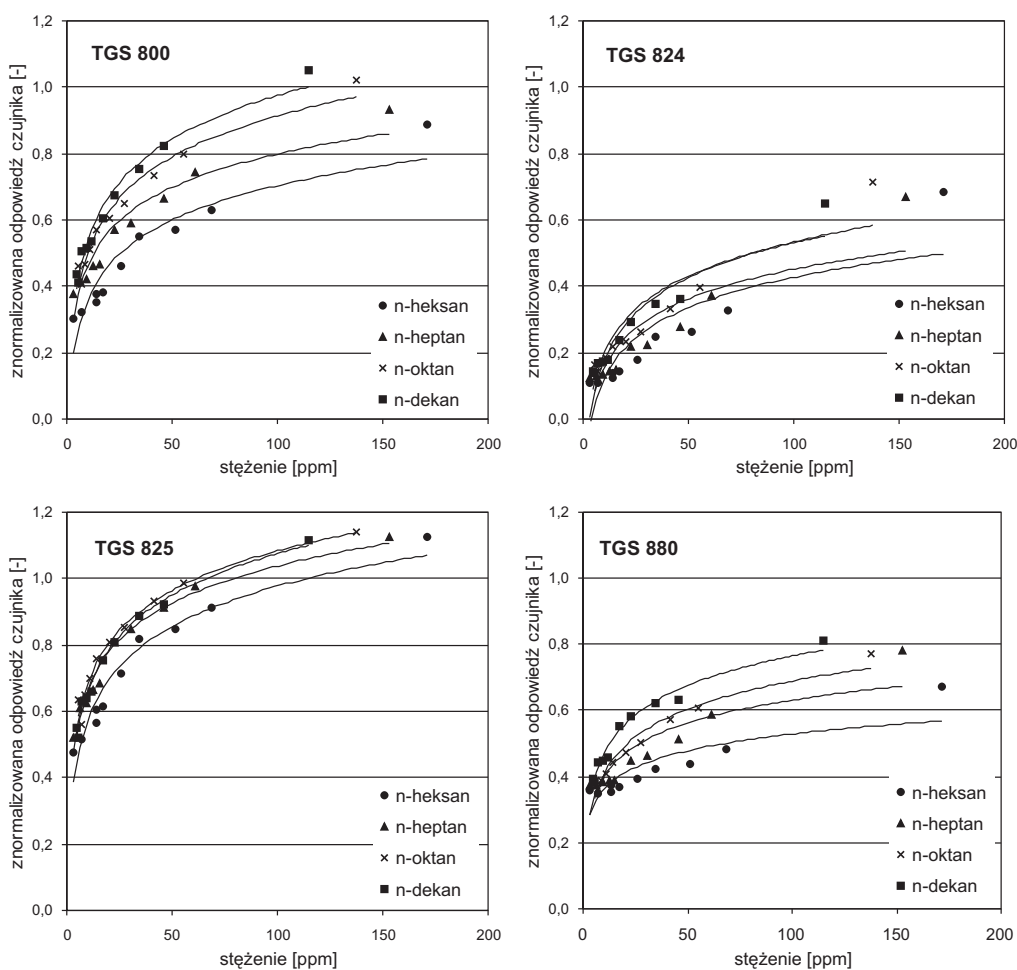 TGS 800
znormalizowana odpowiedź czujnika [-]
1,2
1,0
0,8
0,6
0,4
0,2
0,0
0 50 100 150 200
stężenie [ppm]
n-heksan
n-heptan
n-oktan
n-dekan
TGS 824
znormalizowana odpowiedź czujnika [-]
1,2
1,0
0,8
0,6
0,4
0,2
0,0
0 50 100 150 200
stężenie [ppm]
n-heksan
n-heptan
n-oktan
n-dekan
TGS 825
znormalizowana odpowiedź czujnika [-]
1,2
1,0
0,8
0,6
0,4
0,2
0,0
0 50 100 150 200
stężenie [ppm]
n-heksan
n-heptan
n-oktan
n-dekan
TGS 880
znormalizowana odpowiedź czujnika [-]
1,2
1,0
0,8
0,6
0,4
0,2
0,0
0 50 100 150 200
stężenie [ppm]
n-heksan
n-heptan
n-oktan
n-dekan